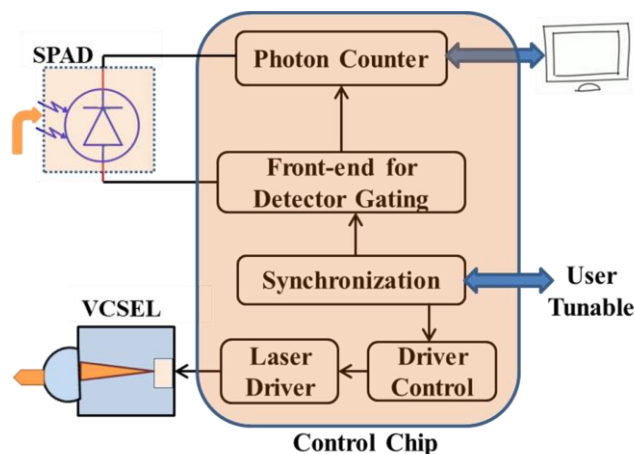 SPAD
Photon Counter
Front-end for
Detector Gating
Synchronization
User
Tunable
VCSEL
Laser
Driver
Driver
Control
Control Chip